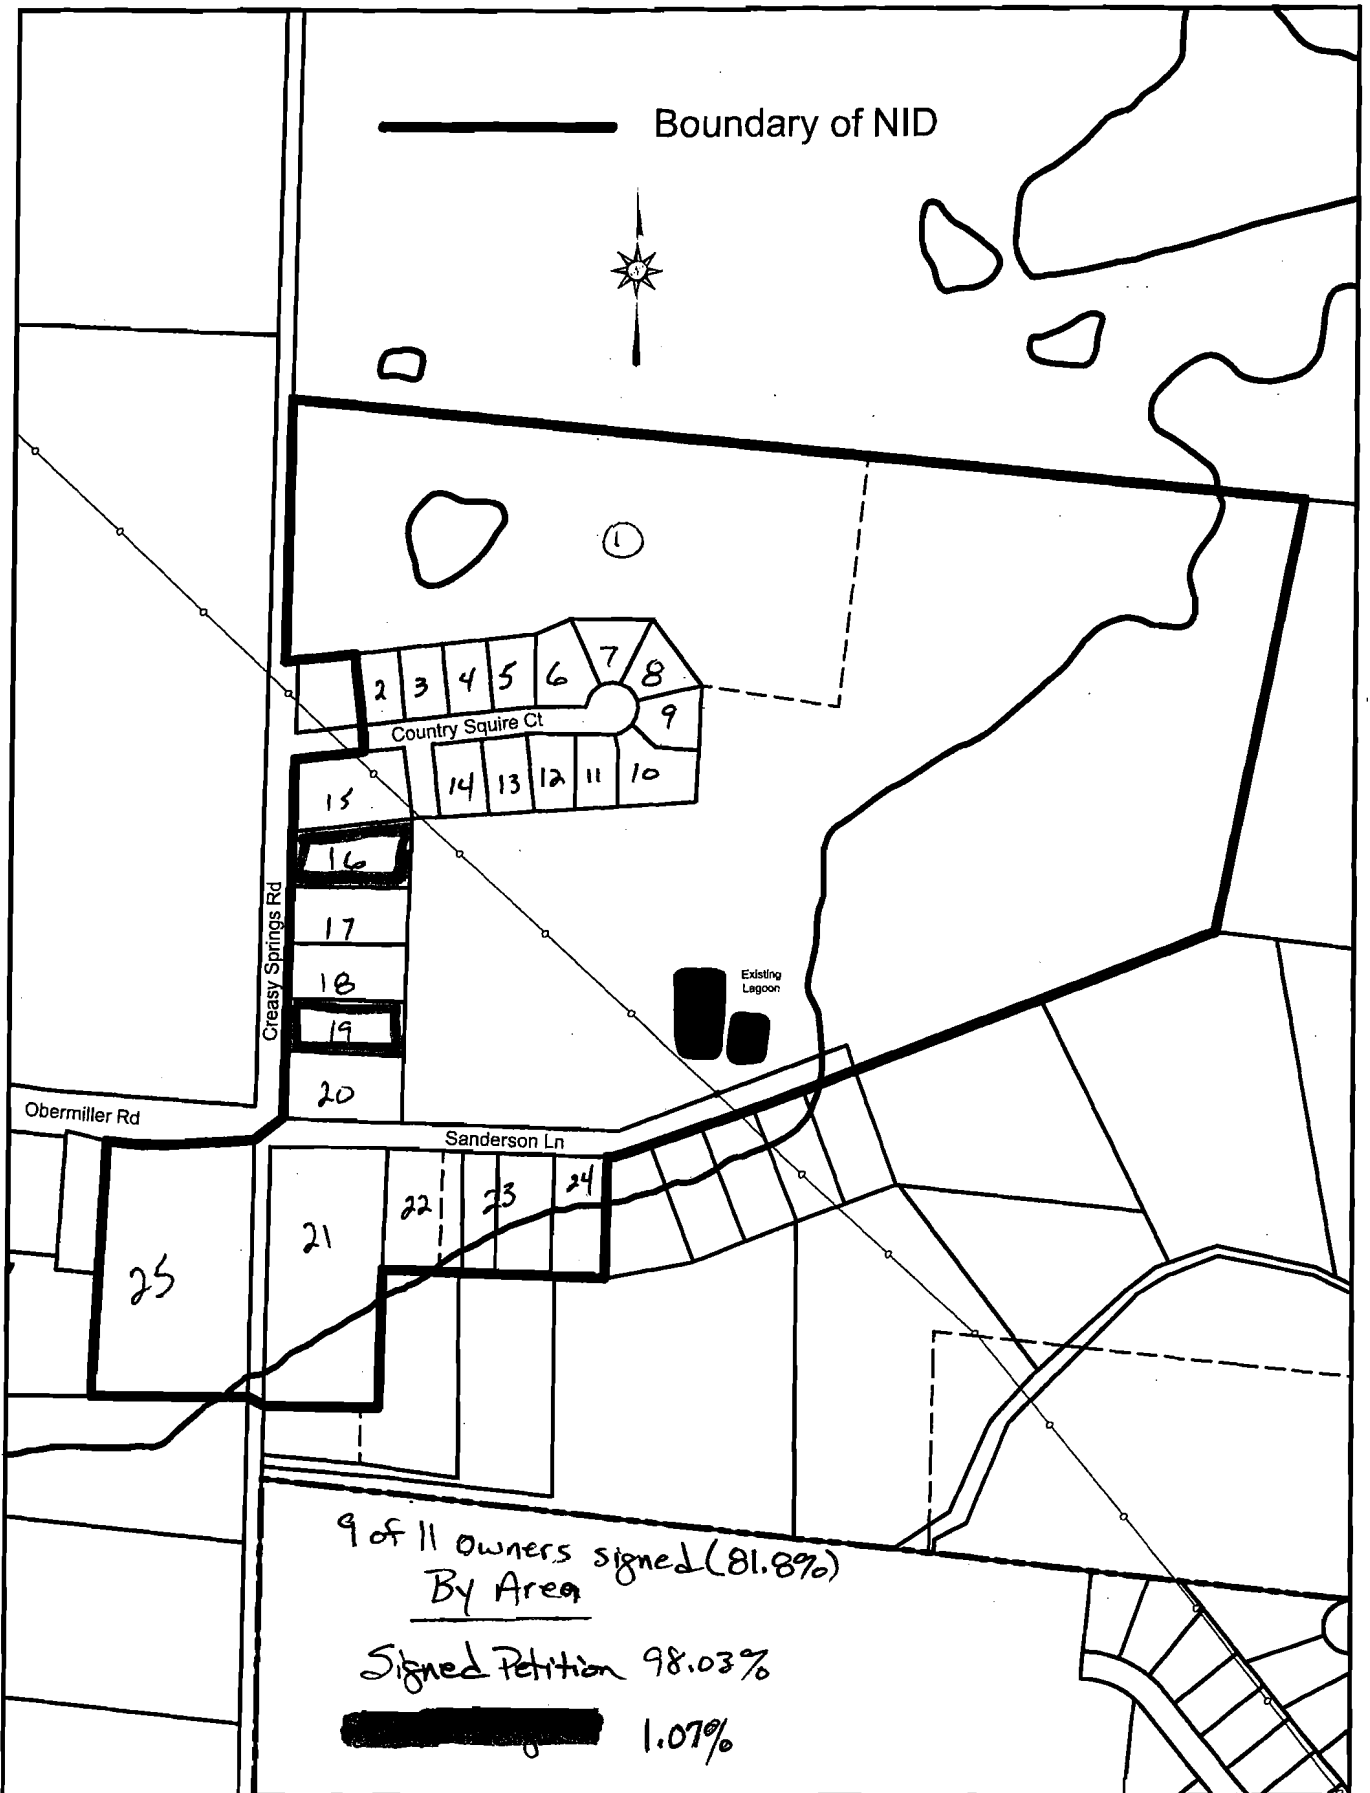 Boundary of NID
1
2
3
4
5
6
7
8
9
Country Squire Ct
14
13
12
11
10
15
16
17
Creasy Springs Rd
18
Existing
Lagoon
19
20
Obermiller Rd
Sanderson Ln
22
23
24
21
25
9 of 11 owners signed (81.8%)
By Area
Signed Petition 98.03%
1.07%